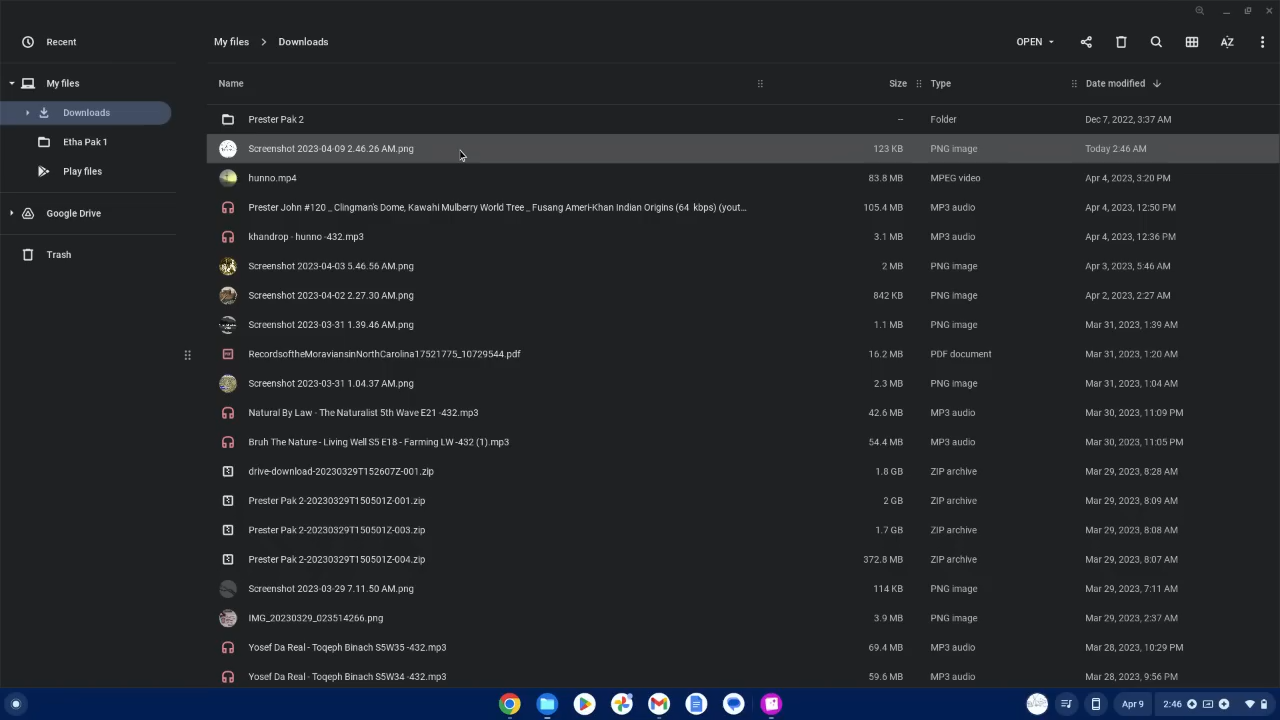 Recent
My files
Downloads
Etha Pak 1
Play files
Google Drive
Trash
My files Downloads OPEN
Name Size Type Date modified
Prester Pak 2 -- Folder Dec 7, 2022, 3:37 AM
Screenshot 2023-04-09 2.46.26 AM.png 123 KB PNG image Today 2:46 AM
hunno.mp4 83.8 MB MPEG video Apr 4, 2023, 3:20 PM
Prester John #120 _ Clingman's Dome, Kawahi Mulberry World Tree _ Fusang Ameri-Khan Indian Origins (64 kbps) (yout... 105.4 MB MP3 audio Apr 4, 2023, 12:50 PM
khandrop - hunno -432.mp3 3.1 MB MP3 audio Apr 4, 2023, 12:36 PM
Screenshot 2023-04-03 5.46.56 AM.png 2 MB PNG image Apr 3, 2023, 5:46 AM
Screenshot 2023-04-02 2.27.30 AM.png 842 KB PNG image Apr 2, 2023, 2:27 AM
Screenshot 2023-03-31 1.39.46 AM.png 1.1 MB PNG image Mar 31, 2023, 1:39 AM
RecordsoftheMoraviansinNorthCarolina17521775_10729544.pdf 16.2 MB PDF document Mar 31, 2023, 1:20 AM
Screenshot 2023-03-31 1.04.37 AM.png 2.3 MB PNG image Mar 31, 2023, 1:04 AM
Natural By Law - The Naturalist 5th Wave E21 -432.mp3 42.6 MB MP3 audio Mar 30, 2023, 11:09 PM
Bruh The Nature - Living Well S5 E18 - Farming LW -432 (1).mp3 54.4 MB MP3 audio Mar 30, 2023, 11:05 PM
drive-download-20230329T152607Z-001.zip 1.8 GB ZIP archive Mar 29, 2023, 8:28 AM
Prester Pak 2-20230329T150501Z-001.zip 2 GB ZIP archive Mar 29, 2023, 8:09 AM
Prester Pak 2-20230329T150501Z-003.zip 1.7 GB ZIP archive Mar 29, 2023, 8:08 AM
Prester Pak 2-20230329T150501Z-004.zip 372.8 MB ZIP archive Mar 29, 2023, 8:07 AM
Screenshot 2023-03-29 7.11.50 AM.png 114 KB PNG image Mar 29, 2023, 7:11 AM
IMG_20230329_023514266.png 3.9 MB PNG image Mar 29, 2023, 2:37 AM
Yosef Da Real - Toqeph Binach S5W35 -432.mp3 69.4 MB MP3 audio Mar 28, 2023, 10:29 PM
Yosef Da Real - Toqeph Binach S5W34 -432.mp3 59.6 MB MP3 audio Mar 28, 2023, 9:56 PM
Apr 9 2:46